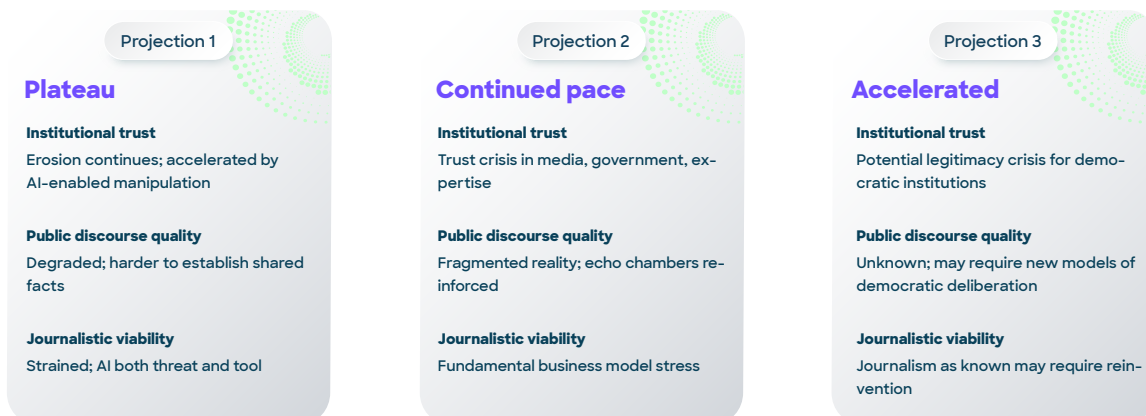 Projection 1
Plateau
Institutional trust
Erosion continues; accelerated by
AI-enabled manipulation
Public discourse quality
Degraded; harder to establish shared
facts
Journalistic viability
Strained; AI both threat and tool
Projection 2
Continued pace
Institutional trust
Trust crisis in media, government, ex-
pertise
Public discourse quality
Fragmented reality; echo chambers re-
inforced
Journalistic viability
Fundamental business model stress
Projection 3
Accelerated
Institutional trust
Potential legitimacy crisis for demo-
cratic institutions
Public discourse quality
Unknown; may require new models of
democratic deliberation
Journalistic viability
Journalism as known may require rein-
vention